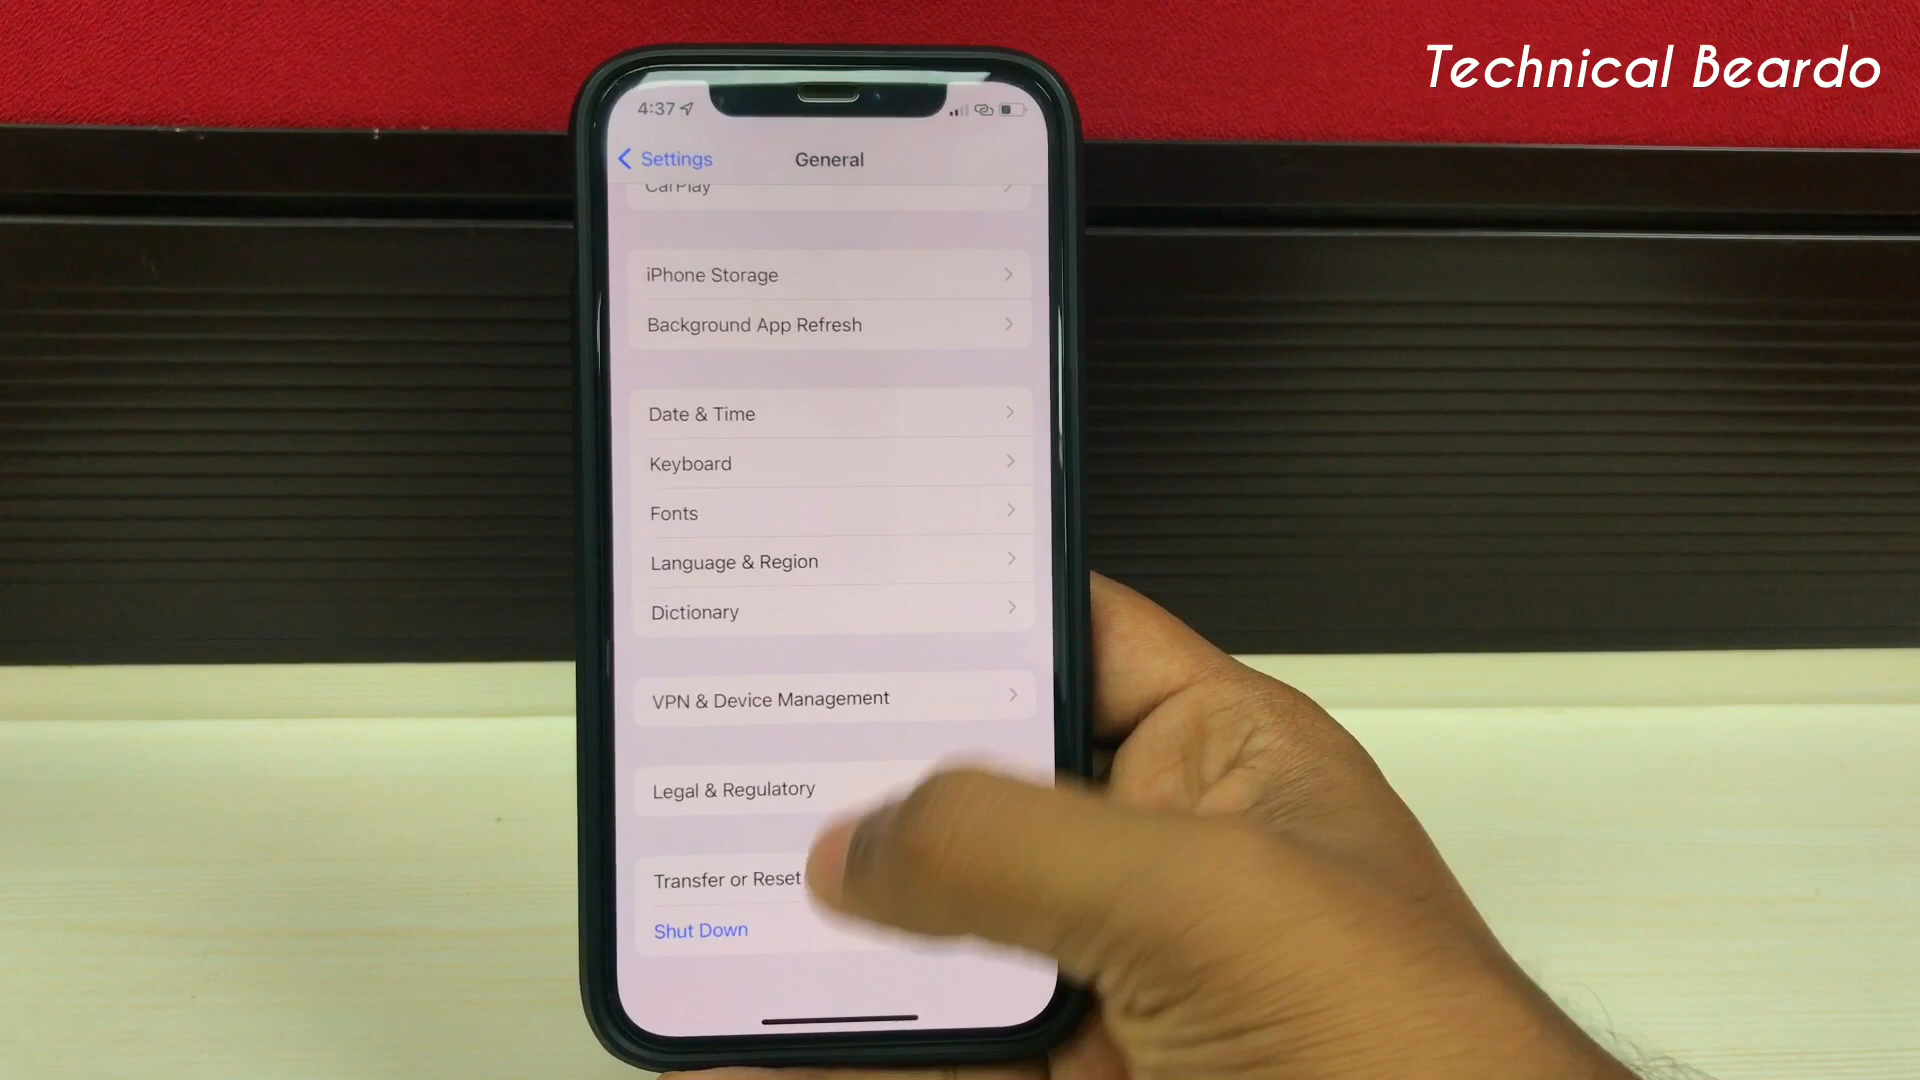 Technical Beardo
4:37
Settings
General
CarPlay
iPhone Storage
Background App Refresh
Date & Time
Keyboard
Fonts
Language & Region
Dictionary
VPN & Device Management
Legal & Regulatory
Transfer or Reset
Shut Down